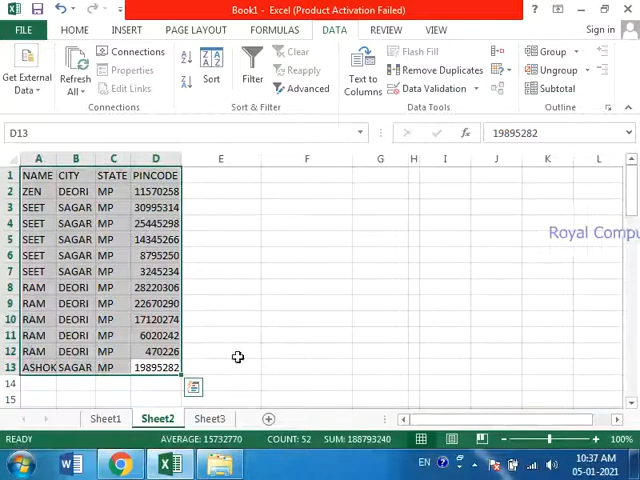 Book1 - Excel (Product Activation Failed)
FILE HOME INSERT PAGE LAYOUT FORMULAS DATA REVIEW VIEW Sign in
Get External Data
Refresh All
Connections
Properties
Edit Links
Connections
Sort
Filter
Clear
Reapply
Advanced
Sort & Filter
Text to Columns
Flash Fill
Remove Duplicates
Data Validation
Data Tools
Group
Ungroup
Subtotal
Outline
D13 19895282
A B C D E F G H I J K L
1 NAME CITY STATE PINCODE
2 ZEN DEORI MP 11570258
3 SEET SAGAR MP 30995314
4 SEET SAGAR MP 25445298
5 SEET SAGAR MP 14345266
6 SEET SAGAR MP 8795250
7 SEET SAGAR MP 3245234
8 RAM DEORI MP 28220306
9 RAM DEORI MP 22670290
10 RAM DEORI MP 17120274
11 RAM DEORI MP 6020242
12 RAM DEORI MP 470226
13 ASHOK SAGAR MP 19895282
14
15
Royal Compu
Sheet1 Sheet2 Sheet3
READY AVERAGE: 15732770 COUNT: 52 SUM: 188793240 100%
EN 10:37 AM
05-01-2021